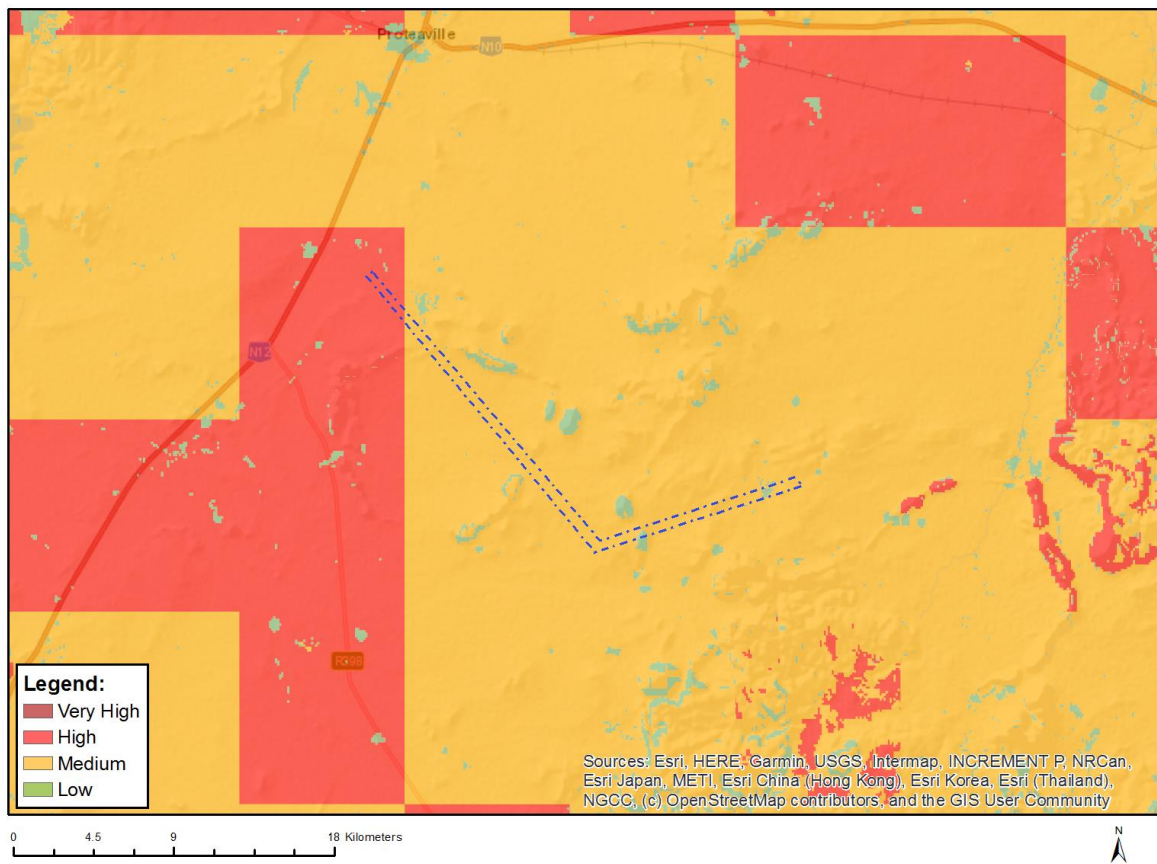 Proteaville
N10
N12
R398
Legend:
Very High
High
Medium
Low
Sources: Esri, HERE, Garmin, USGS, Intermap, INCREMENT P, NRCan,
Esri Japan, METI, Esri China (Hong Kong), Esri Korea, Esri (Thailand),
NGCC, (c) OpenStreetMap contributors, and the GIS User Community
0 4.5 9 18 Kilometers
N